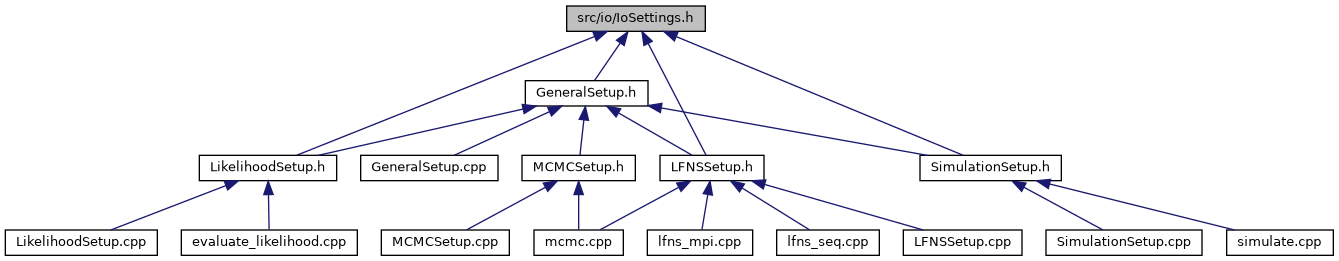 src/io/IoSettings.h
GeneralSetup.h
LikelihoodSetup.h
GeneralSetup.cpp
MCMCSetup.h
LFNSSetup.h
SimulationSetup.h
LikelihoodSetup.cpp
evaluate_likelihood.cpp
MCMCSetup.cpp
mcmc.cpp
lfns_mpi.cpp
lfns_seq.cpp
LFNSSetup.cpp
SimulationSetup.cpp
simulate.cpp